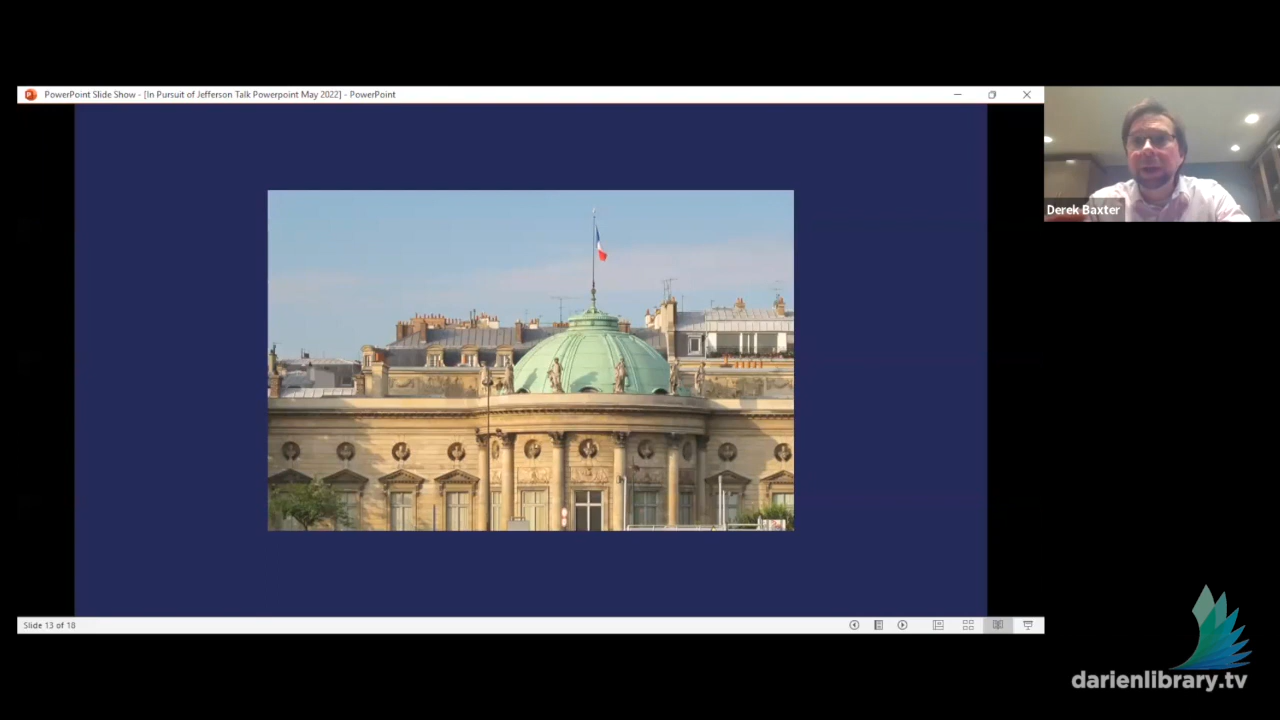 PowerPoint Slide Show - [In Pursuit of Jefferson Talk Powerpoint May 2022] - PowerPoint
Derek Baxter
Slide 13 of 18
darienlibrary.tv